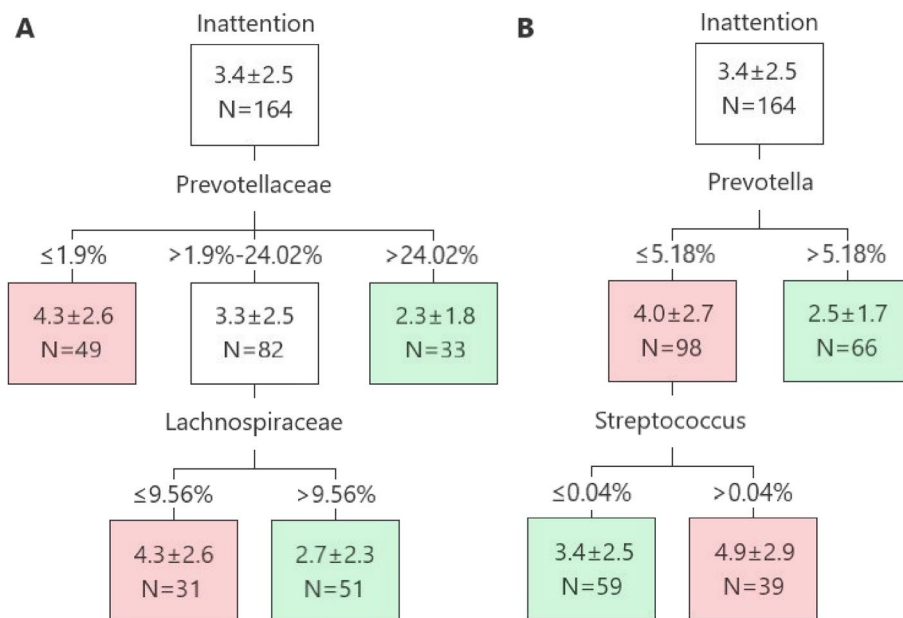 A
Inattention
3.4±2.5
N=164
Prevotellaceae
≤1.9%
>1.9%-24.02%
>24.02%
4.3±2.6
N=49
3.3±2.5
N=82
2.3±1.8
N=33
Lachnospiraceae
≤9.56%
>9.56%
4.3±2.6
N=31
2.7±2.3
N=51
B
Inattention
3.4±2.5
N=164
Prevotella
≤5.18%
>5.18%
4.0±2.7
N=98
2.5±1.7
N=66
Streptococcus
≤0.04%
>0.04%
3.4±2.5
N=59
4.9±2.9
N=39